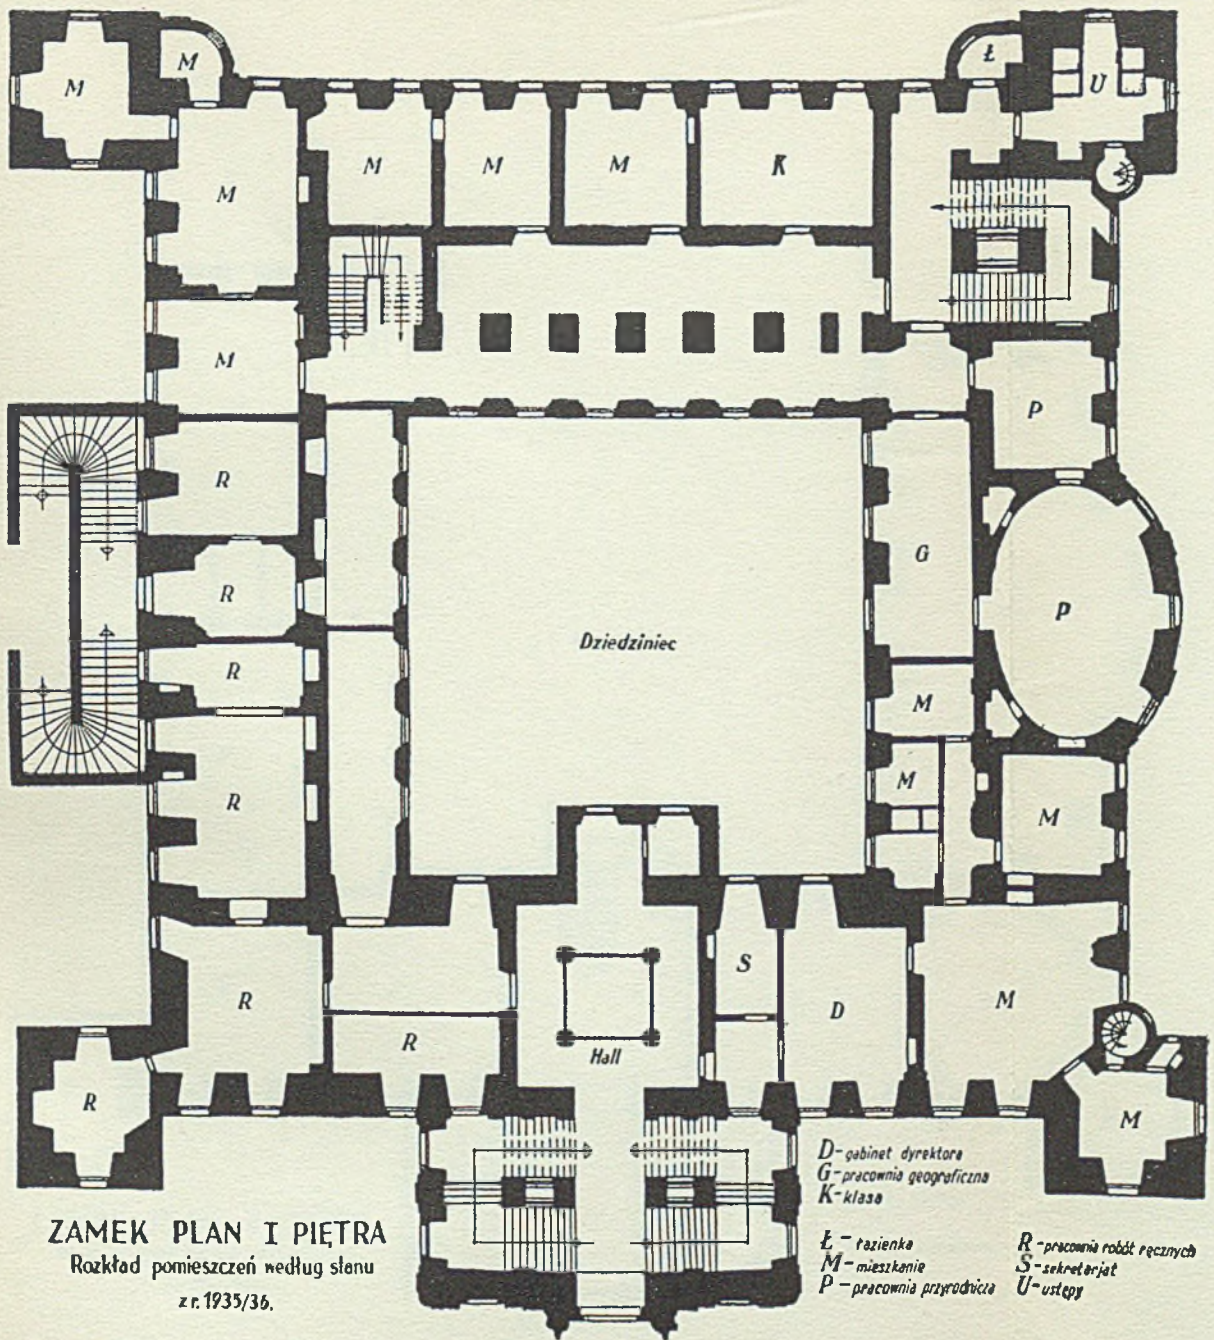 M
M
Ł
U
M
M
M
M
K
M
P
R
R
G
P
R
Dziedziniec
M
R
M
M
S
M
R
D
R
Hall
R
M
D - gabinet dyrektora
G - pracownia geograficzna
K - klasa
Ł - łazienka
M - mieszkanie
P - pracownia przyrodnicza
R - pracownia robót ręcznych
S - sekretarjat
U - ustępy
ZAMEK PLAN I PIĘTRA
Rozkład pomieszczeń według stanu
z r. 1935/36.